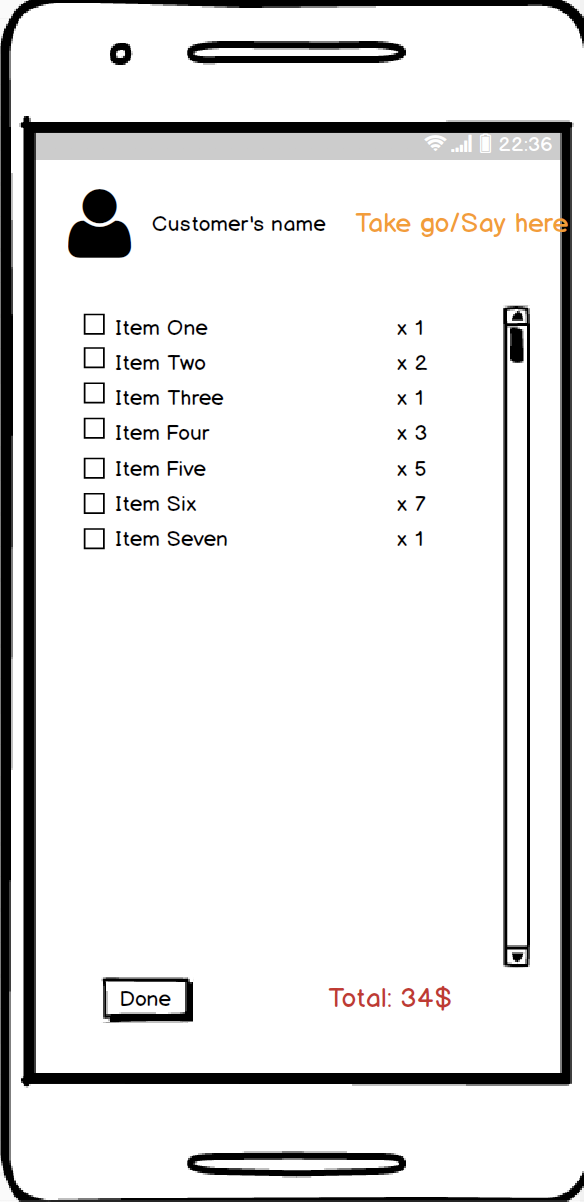 22:36
Customer's name Take go/Say here
Item One x 1
Item Two x 2
Item Three x 1
Item Four x 3
Item Five x 5
Item Six x 7
Item Seven x 1
Done Total: 34$